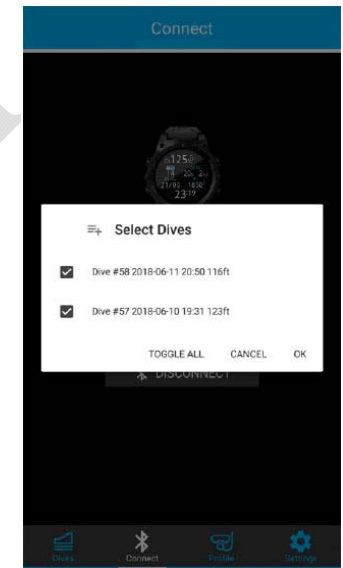 Connect
Select Dives
Dive #58 2018-06-11 20:50 116ft
Dive #57 2018-06-10 19:31 123ft
TOGGLE ALL CANCEL OK
DISCONNECT
Dives Connect Profile Settings